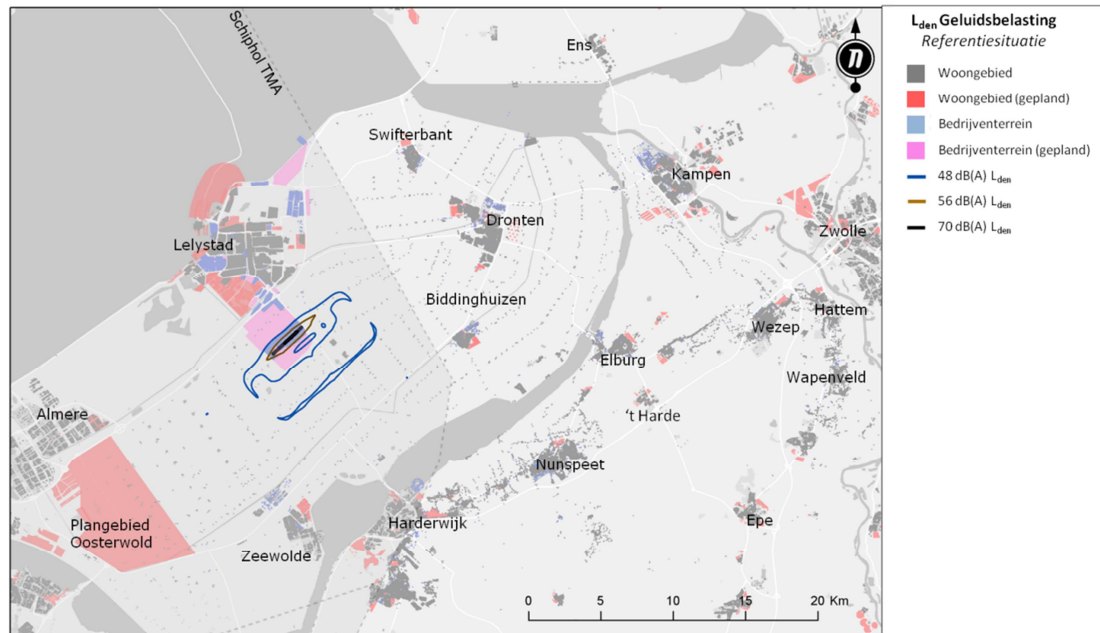 Lden Geluidsbelasting
Referentiesituatie
Woongebied
Woongebied (gepland)
Bedrijventerrein
Bedrijventerrein (gepland)
48 dB(A) Lden
56 dB(A) Lden
70 dB(A) Lden
Schiphol TMA
Ens
Swifterbant
Kampen
Dronten
Zwolle
Lelystad
Biddinghuizen
Hattem
Wezep
Elburg
Wapenveld
Almere
't Harde
Nunspeet
Plangebied
Oosterwold
Harderwijk
Epe
Zeewolde
0 5 10 15 20 Km